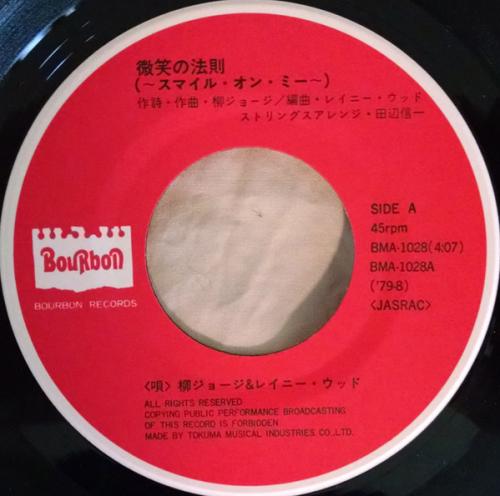 微笑の法則
(〜スマイル・オン・ミー〜)
作詩・作曲・柳ジョージ/編曲・レイニー・ウッド
ストリングスアレンジ・田辺信一
SIDE A
45rpm
BMA-1028(4:07)
BMA-1028A
('79-8)
<JASRAC>
BouRbon
BOURBON RECORDS
<唄> 柳ジョージ&レイニー・ウッド
ALL RIGHTS RESERVED
COPYING PUBLIC PERFORMANCE BROADCASTING
OF THIS RECORD IS FORBIDDEN
MADE BY TOKUMA MUSICAL INDUSTRIES CO., LTD.